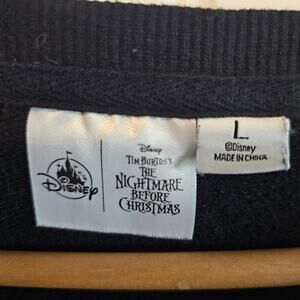 Disney
Disney
TIM BURTON'S
THE
NIGHTMARE
BEFORE
CHRISTMAS
L
©Disney
MADE IN CHINA